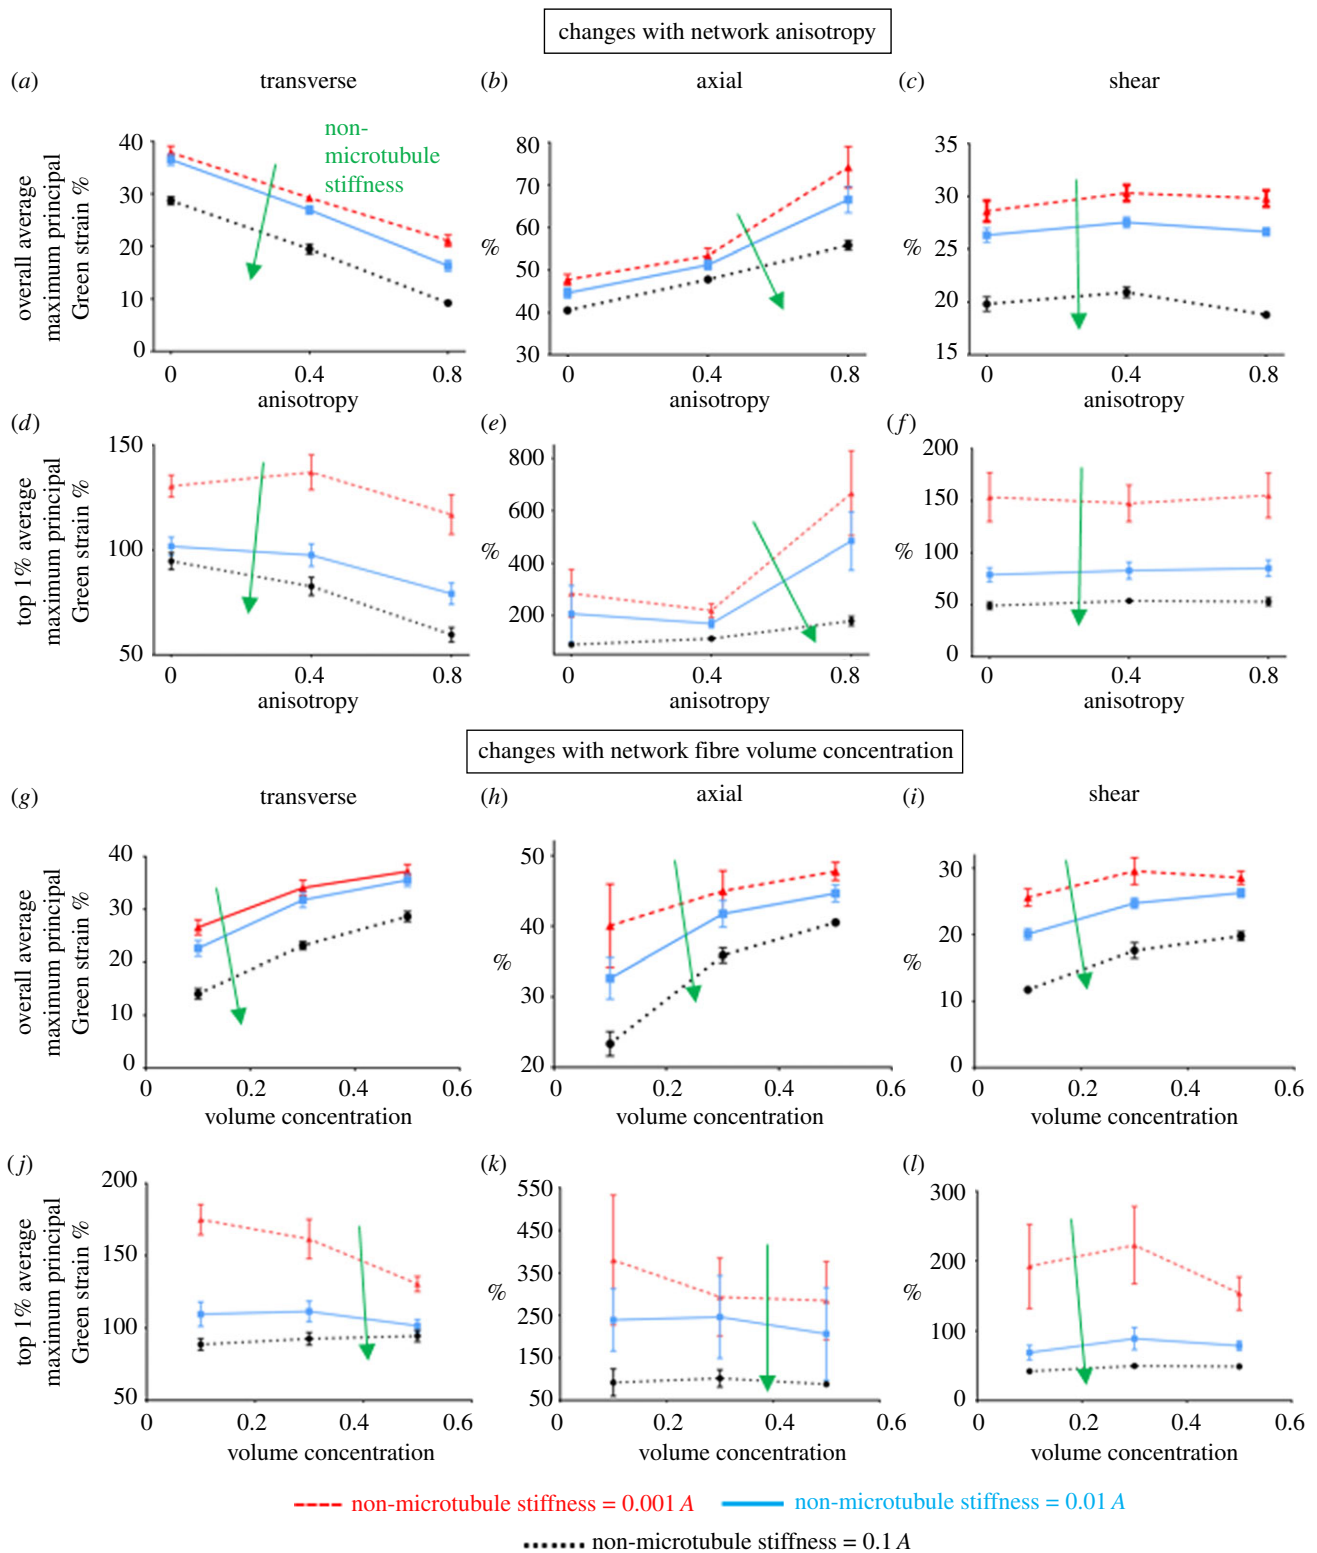 changes with network anisotropy
(a) transverse (b) axial (c) shear
overall average
maximum principal
Green strain %
40
30
20
10
0
non-
microtubule
stiffness
0 0.4 0.8
anisotropy
%
80
70
60
50
40
30
0 0.4 0.8
anisotropy
%
35
30
25
20
15
0 0.4 0.8
anisotropy
(d) (e) (f)
top 1% average
maximum principal
Green strain %
150
100
50
0 0.4 0.8
anisotropy
%
800
600
400
200
0 0.4 0.8
anisotropy
%
200
150
100
50
0
0 0.4 0.8
anisotropy
changes with network fibre volume concentration
(g) transverse (h) axial (i) shear
overall average
maximum principal
Green strain %
40
30
20
10
0
0 0.2 0.4 0.6
volume concentration
%
50
40
30
20
0 0.2 0.4 0.6
volume concentration
%
30
20
10
0
0 0.2 0.4 0.6
volume concentration
(j) (k) (l)
top 1% average
maximum principal
Green strain %
200
150
100
50
0 0.2 0.4 0.6
volume concentration
%
550
450
350
250
150
50
0 0.2 0.4 0.6
volume concentration
%
300
200
100
0
0 0.2 0.4 0.6
volume concentration
non-microtubule stiffness = 0.001 A non-microtubule stiffness = 0.01 A
non-microtubule stiffness = 0.1 A